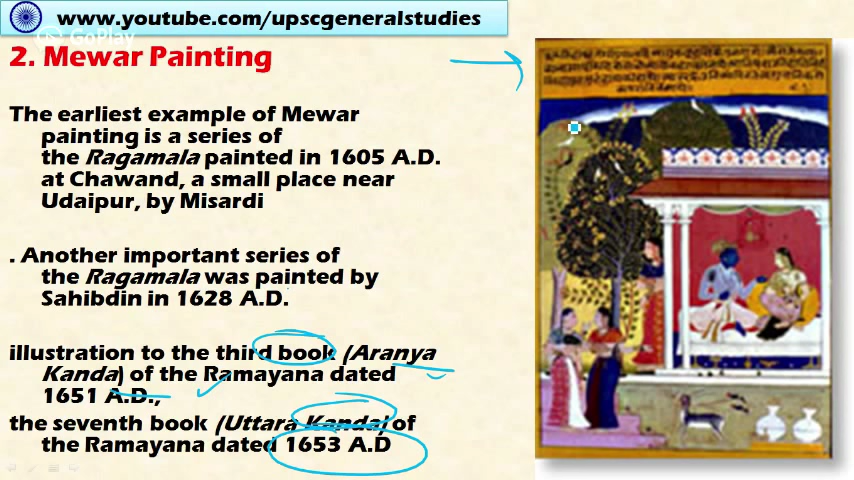 www.youtube.com/upscgeneralstudies
GoPlay
2. Mewar Painting
The earliest example of Mewar
painting is a series of
the Ragamala painted in 1605 A.D.
at Chawand, a small place near
Udaipur, by Misardi
. Another important series of
the Ragamala was painted by
Sahibdin in 1628 A.D.
illustration to the third book (Aranya
Kanda) of the Ramayana dated
1651 A.D.,
the seventh book (Uttara Kanda) of
the Ramayana dated 1653 A.D